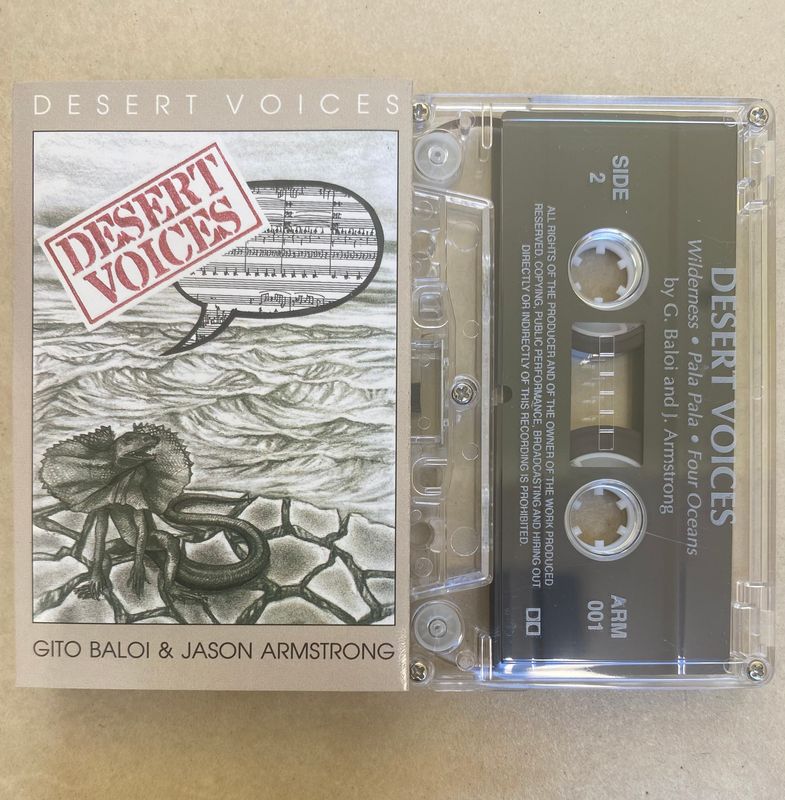 DESERT VOICES
DESERT
VOICES
GITO BALOI & JASON ARMSTRONG
SIDE
2
DESERT VOICES
Wilderness • Pala Pala • Four Oceans
by G. Baloi and J. Armstrong
ALL RIGHTS OF THE PRODUCER AND OF THE OWNER OF THE WORK PRODUCED
RESERVED. COPYING, PUBLIC PERFORMANCE, BROADCASTING AND HIRING OUT
DIRECTLY OR INDIRECTLY OF THIS RECORDING IS PROHIBITED.
ARM
001